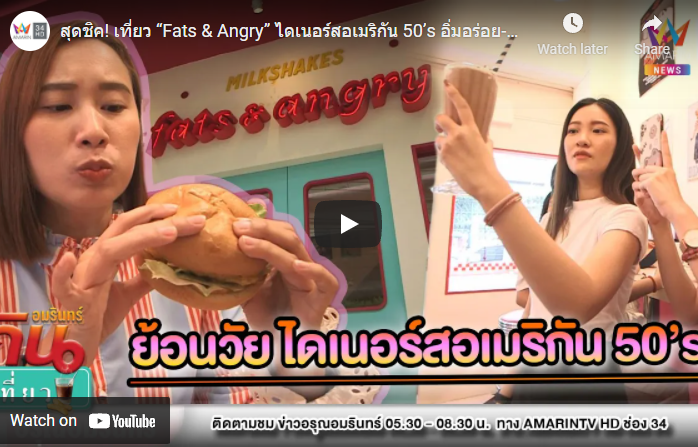 34
HD
สุดชิค! เที่ยว “Fats & Angry” ไดเนอร์สอเมริกัน 50’s อิ่มอร่อย-...
Watch later
Share
NEWS
MILKSHAKES
fats & angry
อมรินทร์
ที่ยว
ย้อนวัย ไดเนอร์สอเมริกัน 50’s
Watch on YouTube
ติดตามชม ข่าวอรุณอมรินทร์ 05.30 - 08.30 น. ทาง AMARINTV HD ช่อง 34